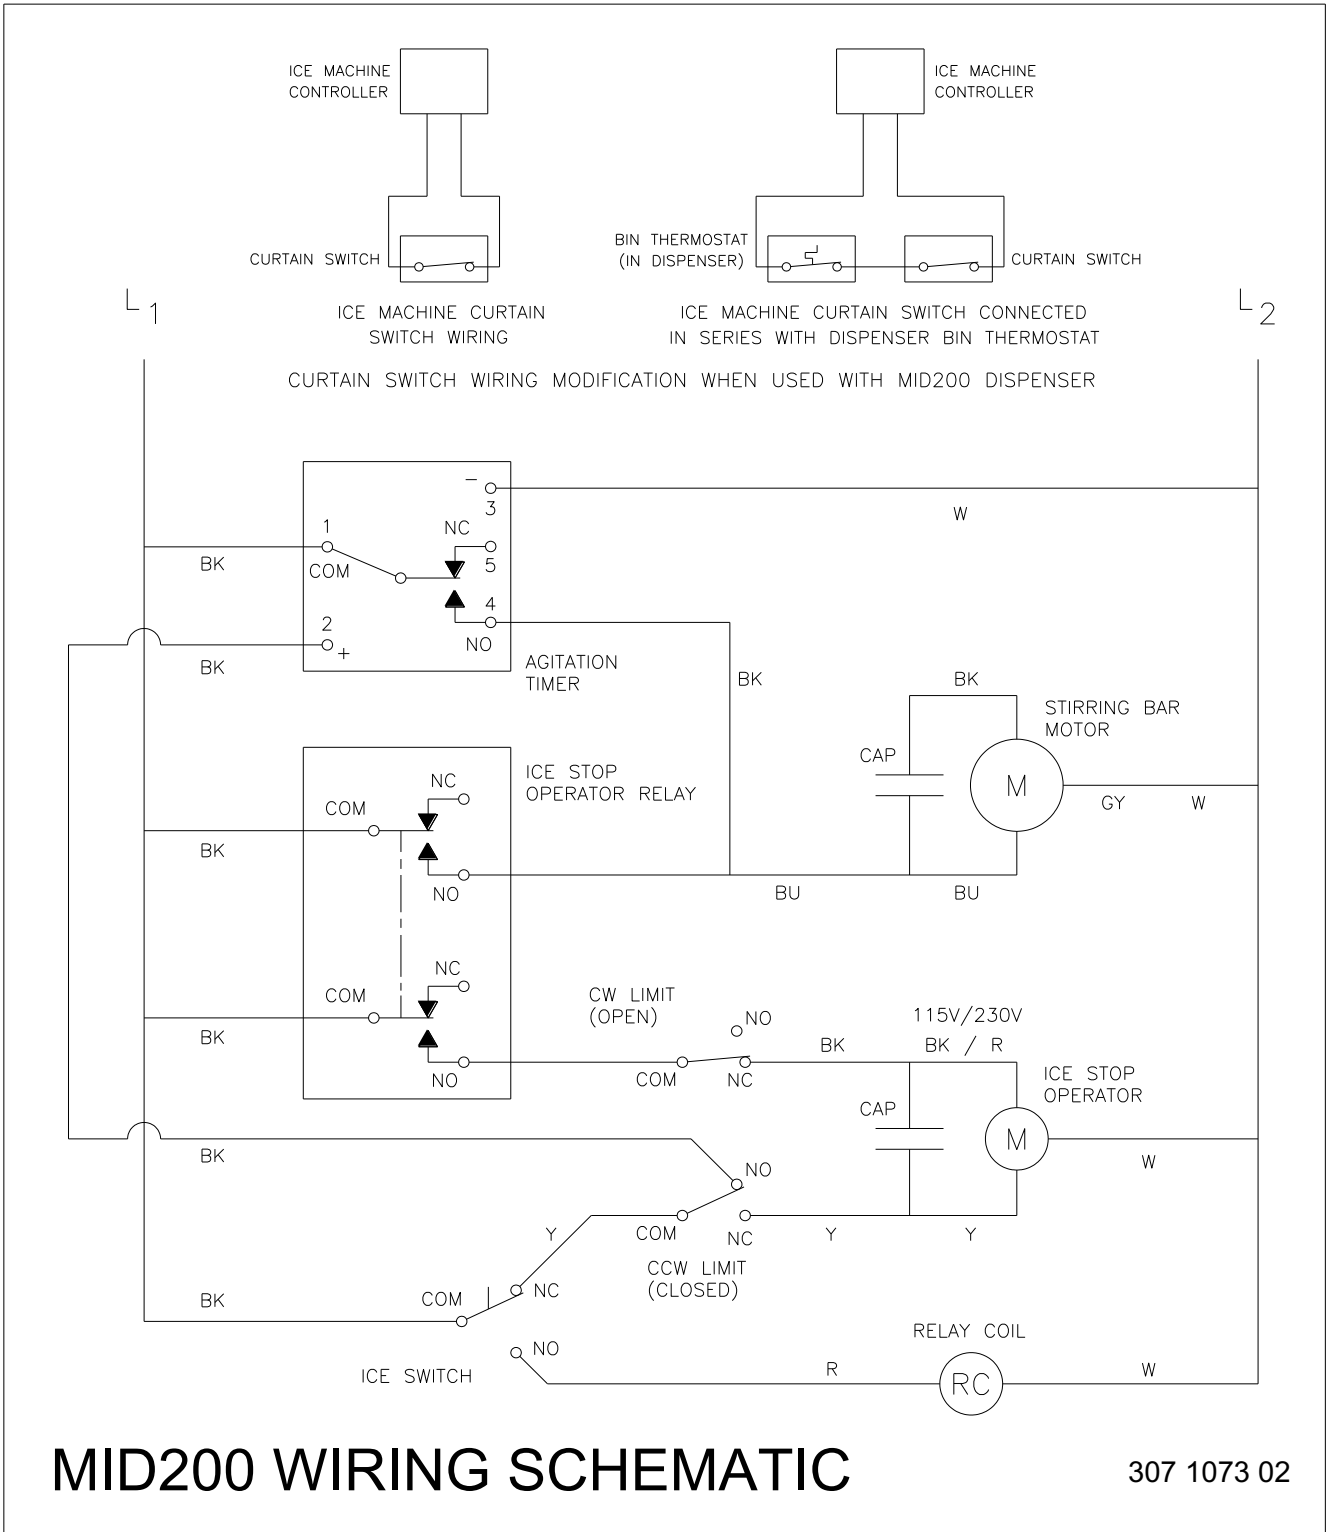 ICE MACHINE
CONTROLLER
ICE MACHINE
CONTROLLER
CURTAIN SWITCH
BIN THERMOSTAT
(IN DISPENSER)
CURTAIN SWITCH
L1
ICE MACHINE CURTAIN
SWITCH WIRING
ICE MACHINE CURTAIN SWITCH CONNECTED
IN SERIES WITH DISPENSER BIN THERMOSTAT
L2
CURTAIN SWITCH WIRING MODIFICATION WHEN USED WITH MID200 DISPENSER
−
3
W
1
NC
BK
COM
5
4
2
+
NO
BK
AGITATION
TIMER
BK
BK
STIRRING BAR
MOTOR
CAP
M
GY
W
ICE STOP
OPERATOR RELAY
NC
COM
BK
NO
BU
BU
NC
COM
BK
NO
CW LIMIT
(OPEN)
NO
COM
NC
BK
115V/230V
BK / R
ICE STOP
OPERATOR
CAP
M
W
BK
NO
Y
COM
NC
Y
Y
CCW LIMIT
(CLOSED)
BK
COM
NC
NO
ICE SWITCH
RELAY COIL
R
RC
W
MID200 WIRING SCHEMATIC
307 1073 02